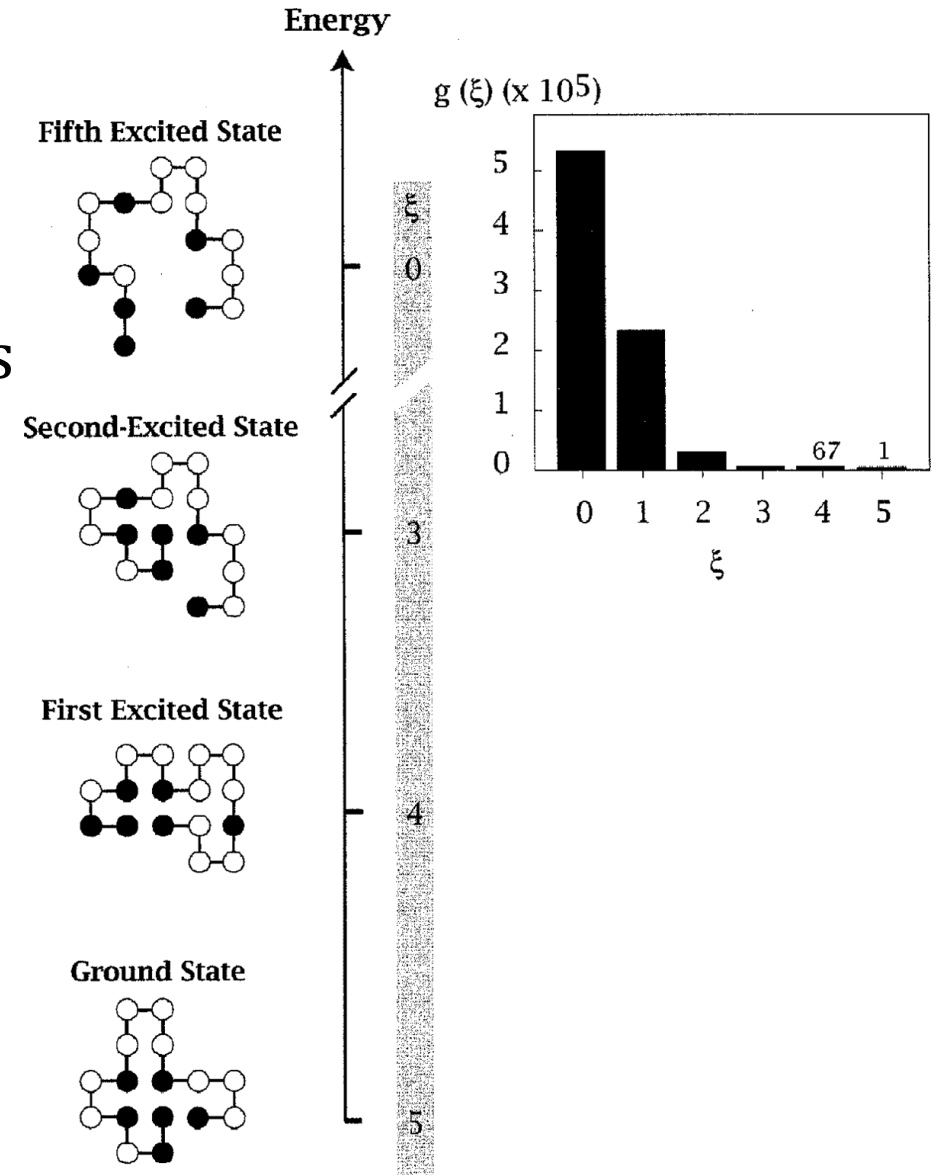 Energy
g (ξ) (x 10⁵)
Fifth Excited State
ξ
0
s
Second-Excited State
3
First Excited State
4
Ground State
5
5
4
3
2
1
0
67 1
0 1 2 3 4 5
ξ